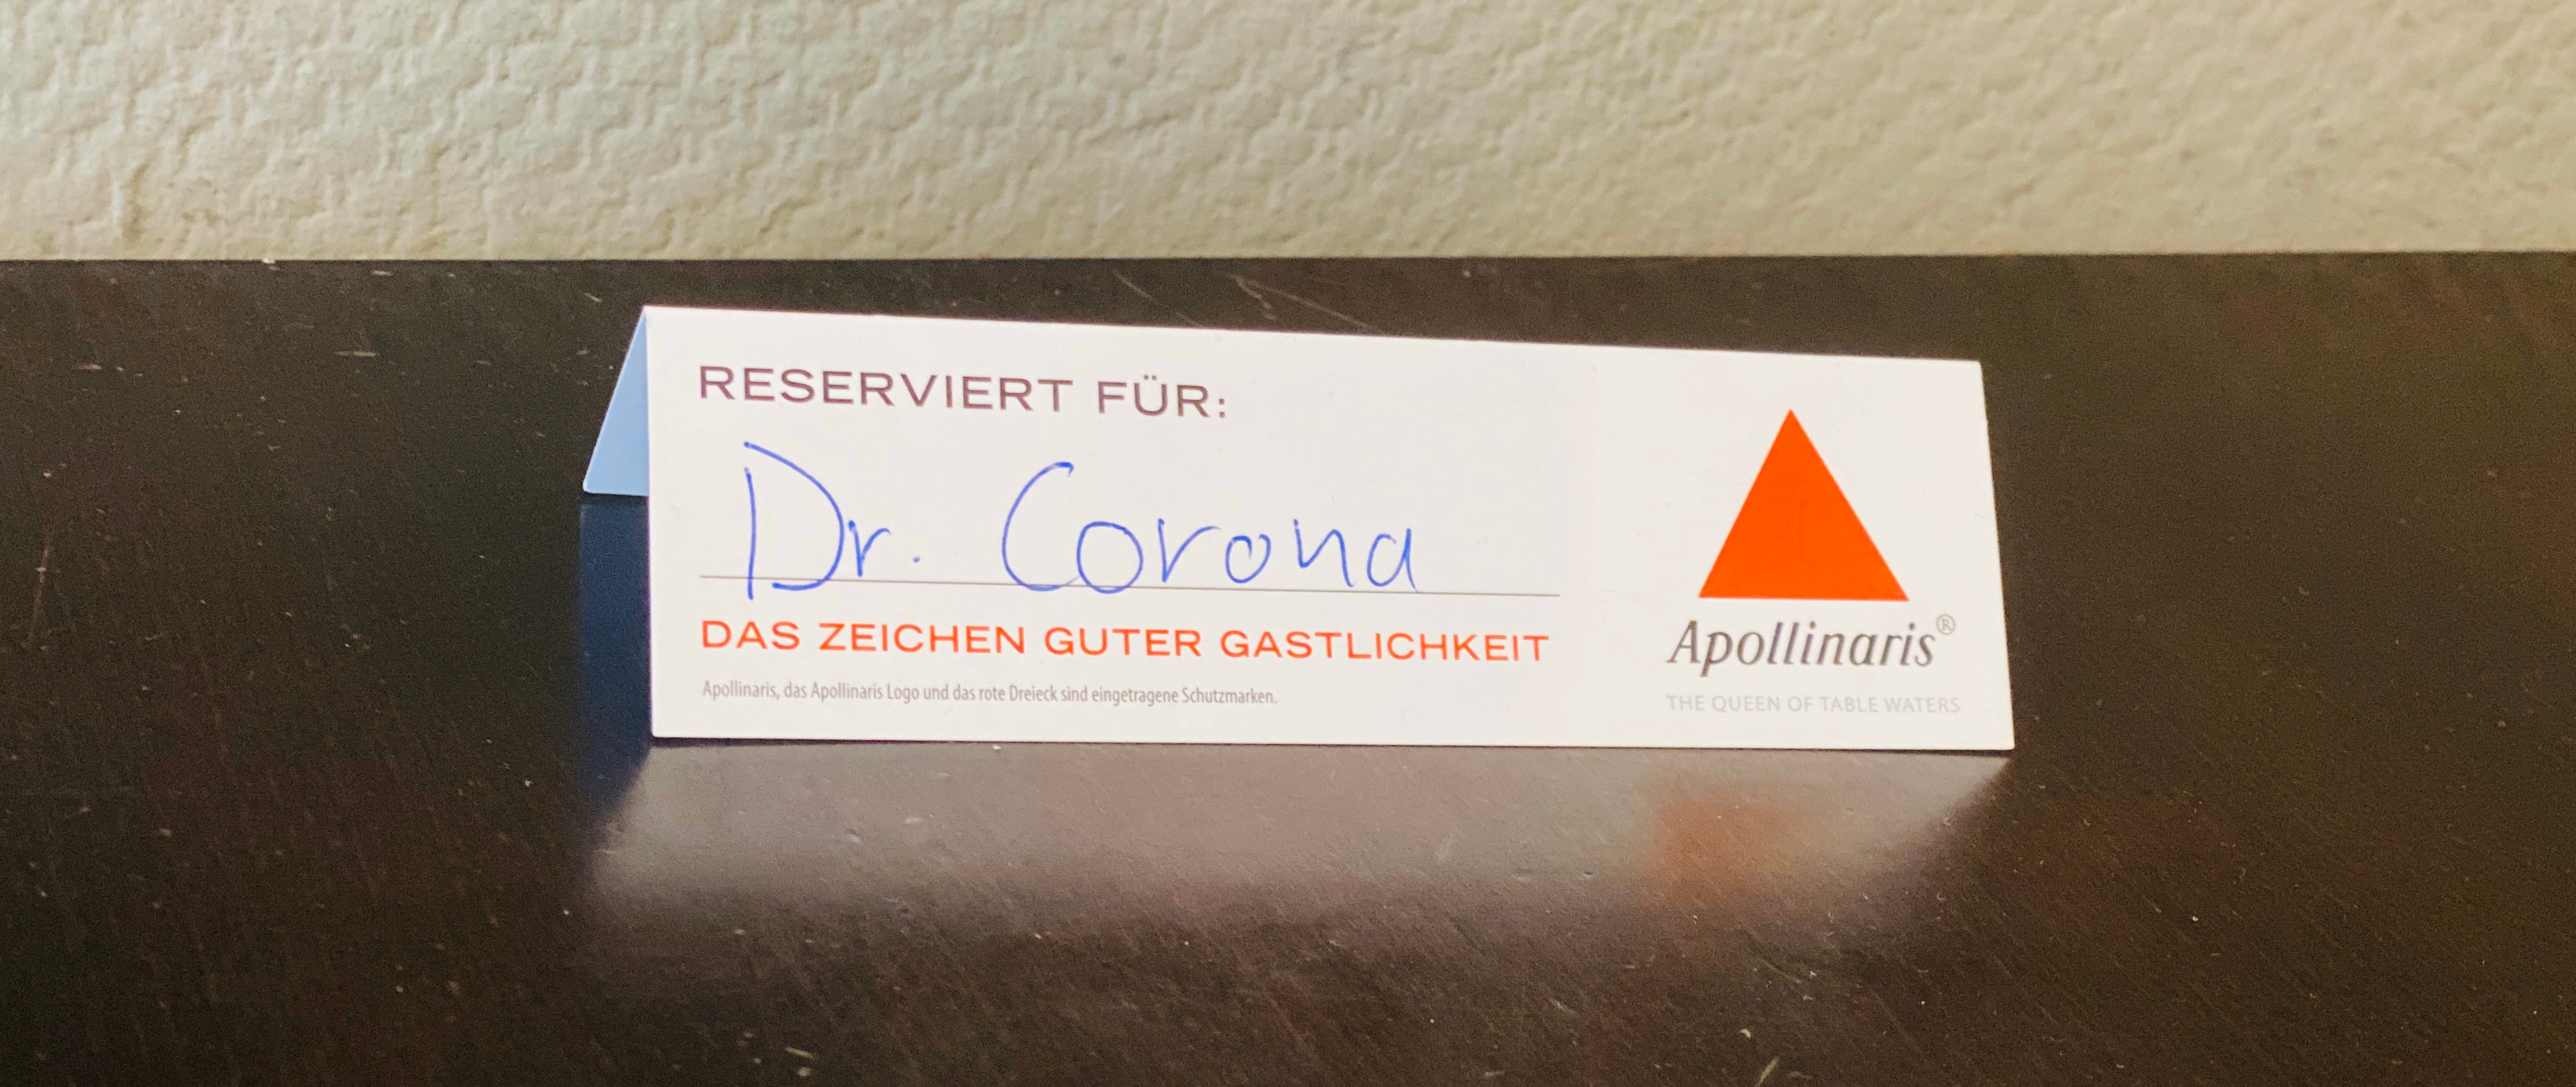 RESERVIERT FÜR:
Dr. Corona
DAS ZEICHEN GUTER GASTLICHKEIT
Apollinaris, das Apollinaris Logo und das rote Dreieck sind eingetragene Schutzmarken.
Apollinaris®
THE QUEEN OF TABLE WATERS